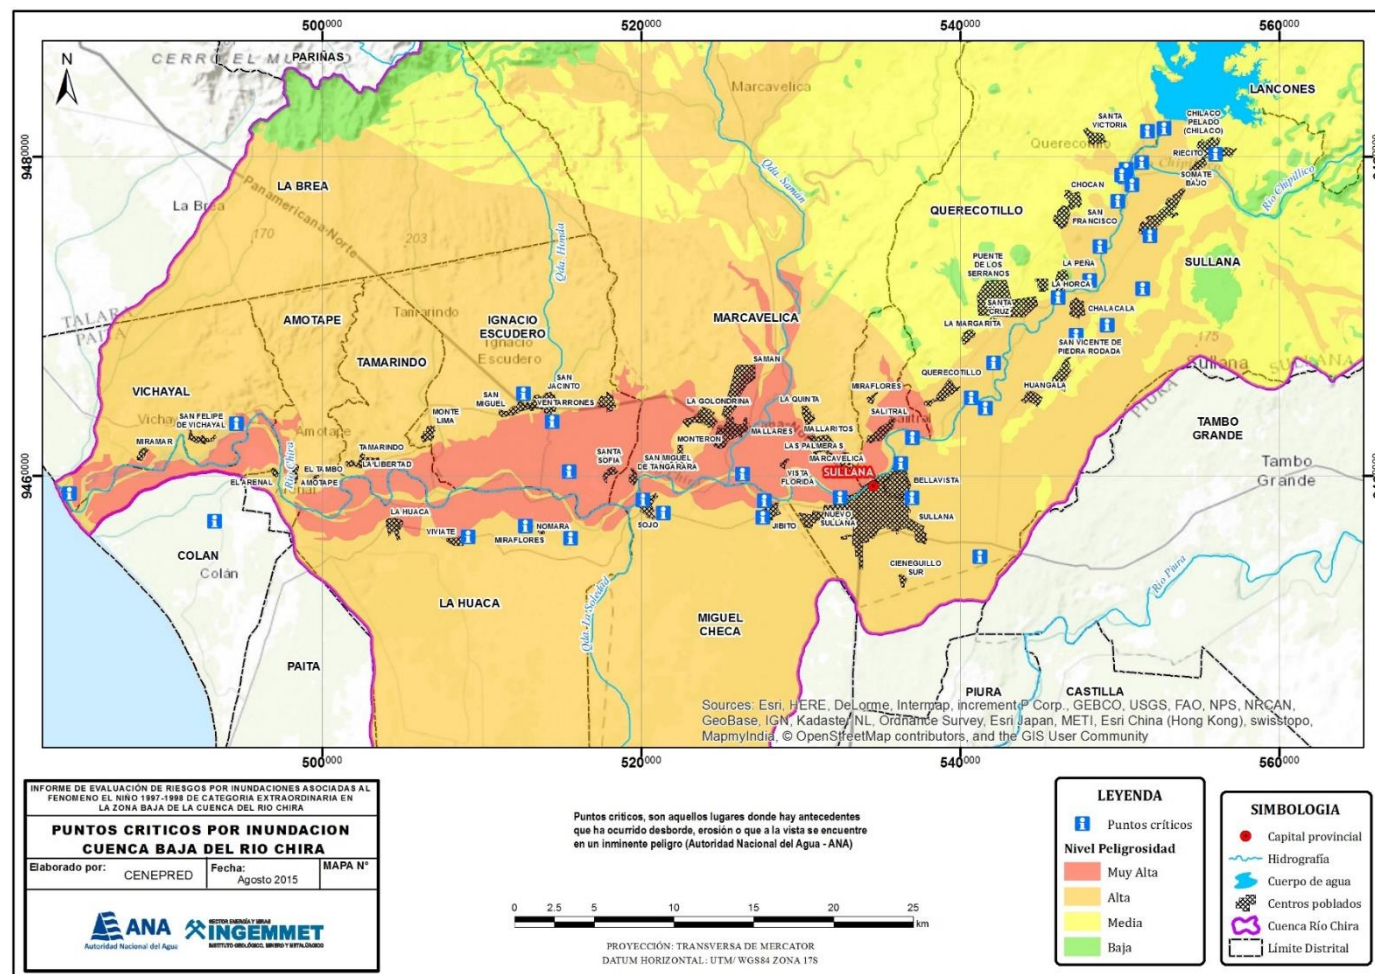 500000
520000
540000
560000
N
CERRO EL MU
PARIÑAS
LANCONES
Marcavelica
SANTA
VICTORIA
CHILACO
PELADO
(CHILACO)
Querecotillo
RIECITO
9480000
Rio Chipillico
SOMATE
BAJO
CHOCAN
LA BREA
La Brea
Panamericana Norte
Qda. Samán
QUERECOTILLO
SAN
FRANCISCO
170
203
Qda. Honda
PUENTE
DE LOS
SERRANOS
LA PEÑA
LA HORCA
SULLANA
SANTA
CRUZ
CHALACALA
TALAR
PAITA
AMOTAPE
Tamarindo
IGNACIO
ESCUDERO
Ignacio
Escudero
MARCAVELICA
LA MARGARITA
175
SAN VICENTE DE
PIEDRA RODADA
TAMARINDO
SAMAN
Sullana
SULLANA
PIURA
VICHAYAL
SAN
JACINTO
MIRAFLORES
QUERECOTILLO
HUANGALA
SAN
MIGUEL
VENTARRONES
LA GOLONDRINA
LA QUINTA
SALITRAL
SAN FELIPE
DE VICHAYAL
MONTE
LIMA
TAMBO
GRANDE
MIRAMAR
Amotape
TAMARINDO
MONTERON
MALLARES
MALLARITOS
LAS PALMERAS
MARCAVELICA
SANTA
SOFIA
SAN MIGUEL
DE TANGARARA
Tambo
Grande
9460000
EL ARENAL
Rio Chira
EL TAMBO
AMOTAPE
LA LIBERTAD
VISTA
FLORIDA
SULLANA
BELLAVISTA
LA HUACA
NUEVO
SULLANA
SULLANA
VIVIATE
MIRAFLORES
NOMARA
SOJO
JIBITO
COLAN
Colán
CIENEGUILLO
SUR
Rio Piura
Qda. La Soledad
LA HUACA
MIGUEL
CHECA
PAITA
PIURA
CASTILLA
Sources: Esri, HERE, DeLorme, Intermap, increment P Corp., GEBCO, USGS, FAO, NPS, NRCAN,
GeoBase, IGN, Kadaster NL, Ordnance Survey, Esri Japan, METI, Esri China (Hong Kong), swisstopo,
MapmyIndia, © OpenStreetMap contributors, and the GIS User Community
500000
520000
540000
560000
INFORME DE EVALUACIÓN DE RIESGOS POR INUNDACIONES ASOCIADAS AL
FENOMENO EL NIÑO 1997-1998 DE CATEGORIA EXTRAORDINARIA EN
LA ZONA BAJA DE LA CUENCA DEL RIO CHIRA
PUNTOS CRITICOS POR INUNDACION
CUENCA BAJA DEL RIO CHIRA
Elaborado por:
CENEPRED
Fecha:
Agosto 2015
MAPA N°
ANA
Autoridad Nacional del Agua
SECTOR ENERGÍA Y MINAS
INGEMMET
INSTITUTO GEOLÓGICO, MINERO Y METALÚRGICO
Puntos críticos, son aquellos lugares donde hay antecedentes
que ha ocurrido desborde, erosión o que a la vista se encuentre
en un inminente peligro (Autoridad Nacional del Agua - ANA)
0 2.5 5 10 15 20 25
km
PROYECCIÓN: TRANSVERSA DE MERCATOR
DATUM HORIZONTAL: UTM/ WGS84 ZONA 17S
LEYENDA
Puntos críticos
Nivel Peligrosidad
Muy Alta
Alta
Media
Baja
SIMBOLOGIA
Capital provincial
Hidrografía
Cuerpo de agua
Centros poblados
Cuenca Río Chira
Límite Distrital